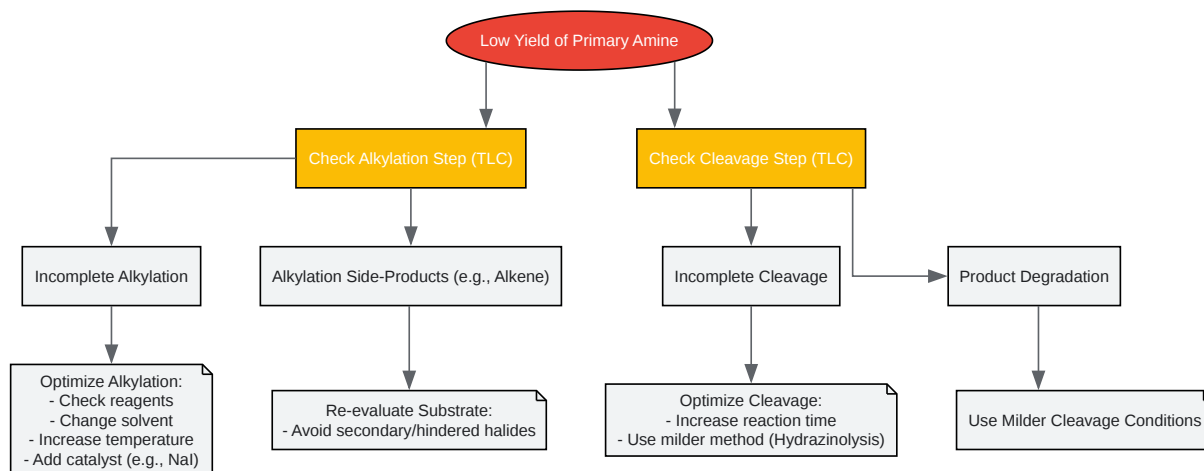 Low Yield of Primary Amine
Check Alkylation Step (TLC)
Check Cleavage Step (TLC)
Incomplete Alkylation
Alkylation Side-Products (e.g., Alkene)
Incomplete Cleavage
Product Degradation
Optimize Alkylation:
- Check reagents
- Change solvent
- Increase temperature
- Add catalyst (e.g., NaI)
Re-evaluate Substrate:
- Avoid secondary/hindered halides
Optimize Cleavage:
- Increase reaction time
- Use milder method (Hydrazinolysis)
Use Milder Cleavage Conditions